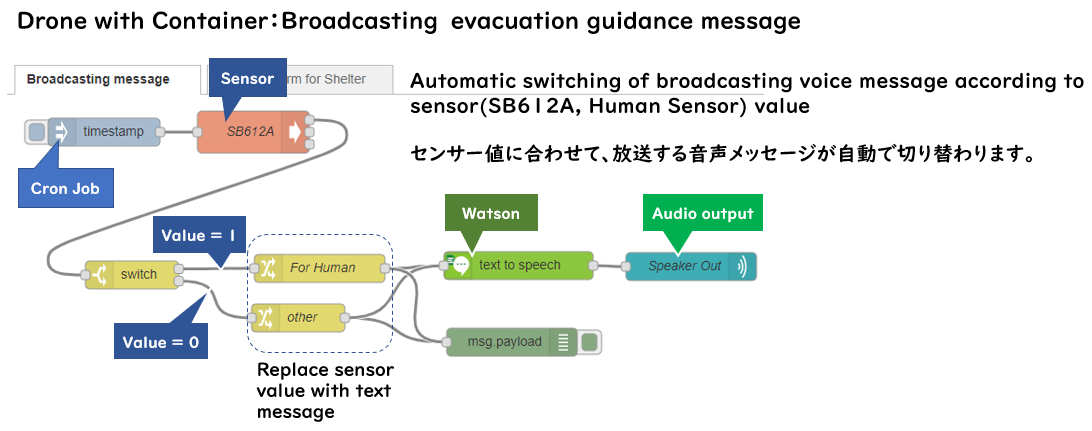 Drone with Container：Broadcasting evacuation guidance message
Broadcasting message
Sensor
rm for Shelter
Automatic switching of broadcasting voice message according to
sensor(SB612A, Human Sensor) value
timestamp
SB612A
センサー値に合わせて、放送する音声メッセージが自動で切り替わります。
Cron Job
Watson
Audio output
Value = 1
switch
For Human
text to speech
Speaker Out
other
Value = 0
msg.payload
Replace sensor
value with text
message